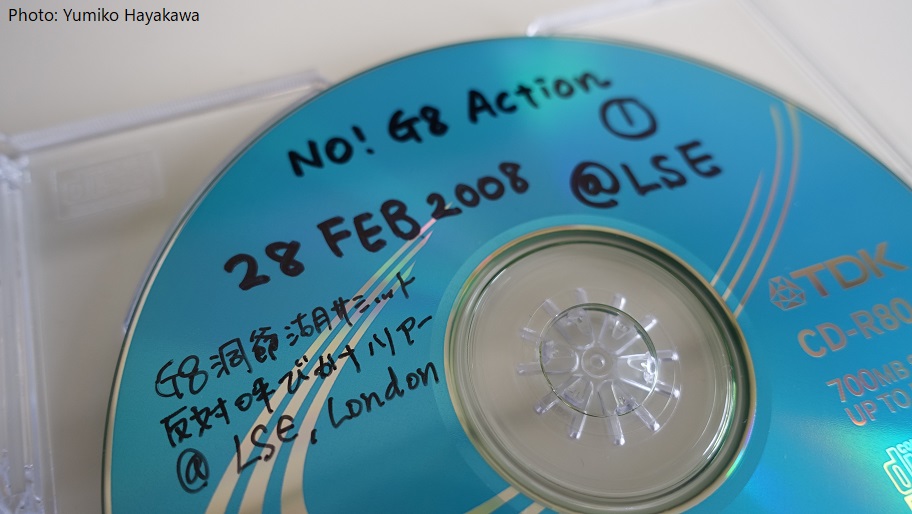 Photo: Yumiko Hayakawa
NO! G8 Action
①
28 FEB 2008 @LSE
G8洞爺湖サミット
反対呼びかけツアー
@ LSE, London
TDK
CD-R80
700MB
UP TO